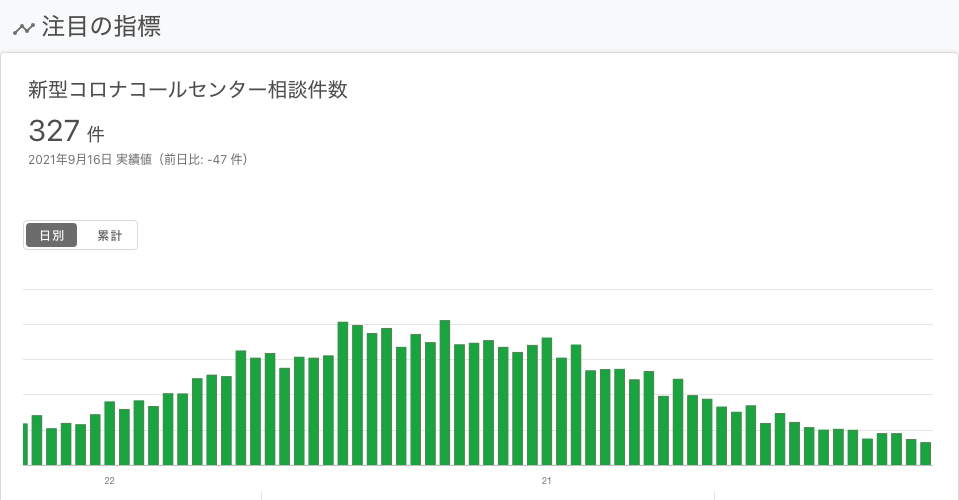 注目の指標
新型コロナコールセンター相談件数
327 件
2021年9月16日 実績値（前日比: -47 件）
日別 累計
22 21